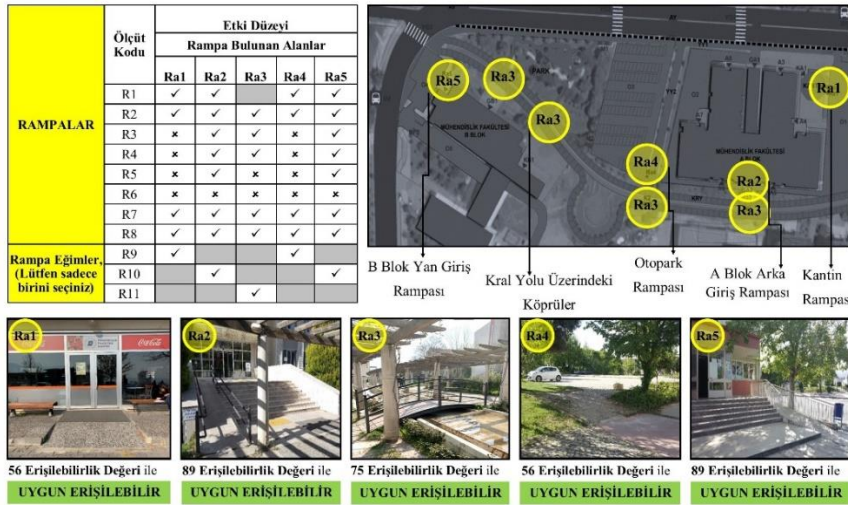 Ölçüt Kodu
Etki Düzeyi
Rampa Bulunan Alanlar
Ra1 Ra2 Ra3 Ra4 Ra5
RAMPALAR
R1 ✓ ✓ ✓ ✓
R2 ✓ ✓ ✓ ✓ ✓
R3 × ✓ ✓ × ✓
R4 × ✓ ✓ × ✓
R5 × ✓ × × ✓
R6 × × × × ×
R7 ✓ ✓ ✓ ✓ ✓
R8 ✓ ✓ ✓ ✓ ✓
Rampa Eğimler,
(Lütfen sadece
birini seçiniz)
R9 ✓ ✓
R10 ✓ ✓
R11 ✓
Ra5
Ra3
Ra3
Ra1
Ra4
Ra3
Ra2
Ra3
MÜHENDİSLİK FAKÜLTESİ
B BLOK
MÜHENDİSLİK FAKÜLTESİ
B Blok Yan Giriş
Rampası
Kral Yolu Üzerindeki
Köprüler
Otopark
Rampası
A Blok Arka
Giriş Rampası
Kantin
Rampas
Ra1
Coca-Cola
Ra2
Ra3
Ra4
Ra5
56 Erişilebilirlik Değeri ile
UYGUN ERİŞİLEBİLİR
89 Erişilebilirlik Değeri ile
UYGUN ERİŞİLEBİLİR
75 Erişilebilirlik Değeri ile
UYGUN ERİŞİLEBİLİR
56 Erişilebilirlik Değeri ile
UYGUN ERİŞİLEBİLİR
89 Erişilebilirlik Değeri ile
UYGUN ERİŞİLEBİLİR